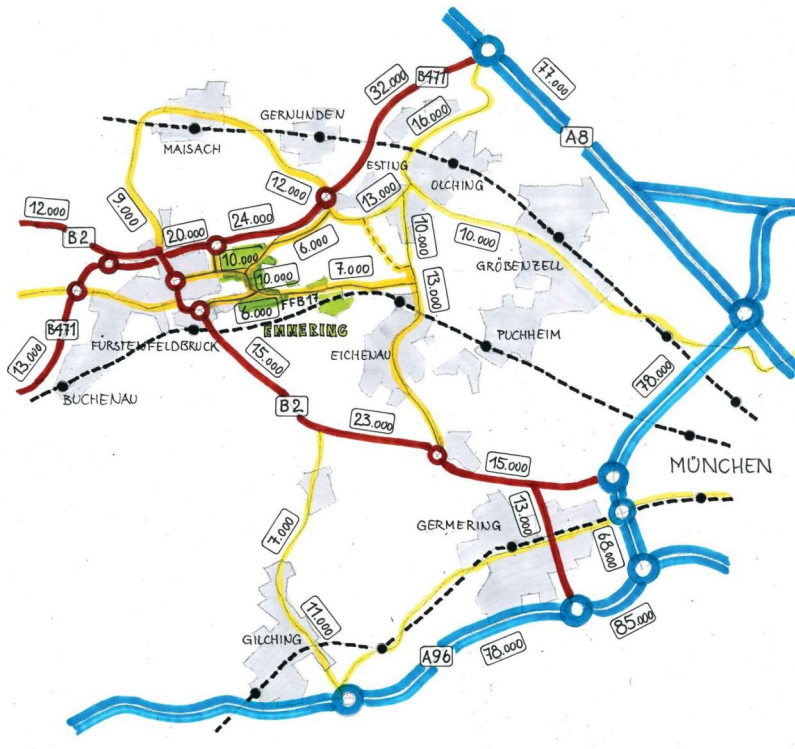 77.000
32.000
B471
A8
16.000
GERNLINDEN
MAISACH
ESTING
OLCHING
12.000
13.000
9.000
12.000
B2
20.000
24.000
6.000
10.000
10.000
GRÖBENZELL
10.000
10.000
7.000
13.000
FFB17
6.000
EMMERING
B471
13.000
FÜRSTENFELDBRUCK
15.000
EICHENAU
PUCHHEIM
78.000
BUCHENAU
B2
23.000
15.000
MÜNCHEN
13.000
GERMERING
68.000
7.000
11.000
GILCHING
A96
78.000
85.000